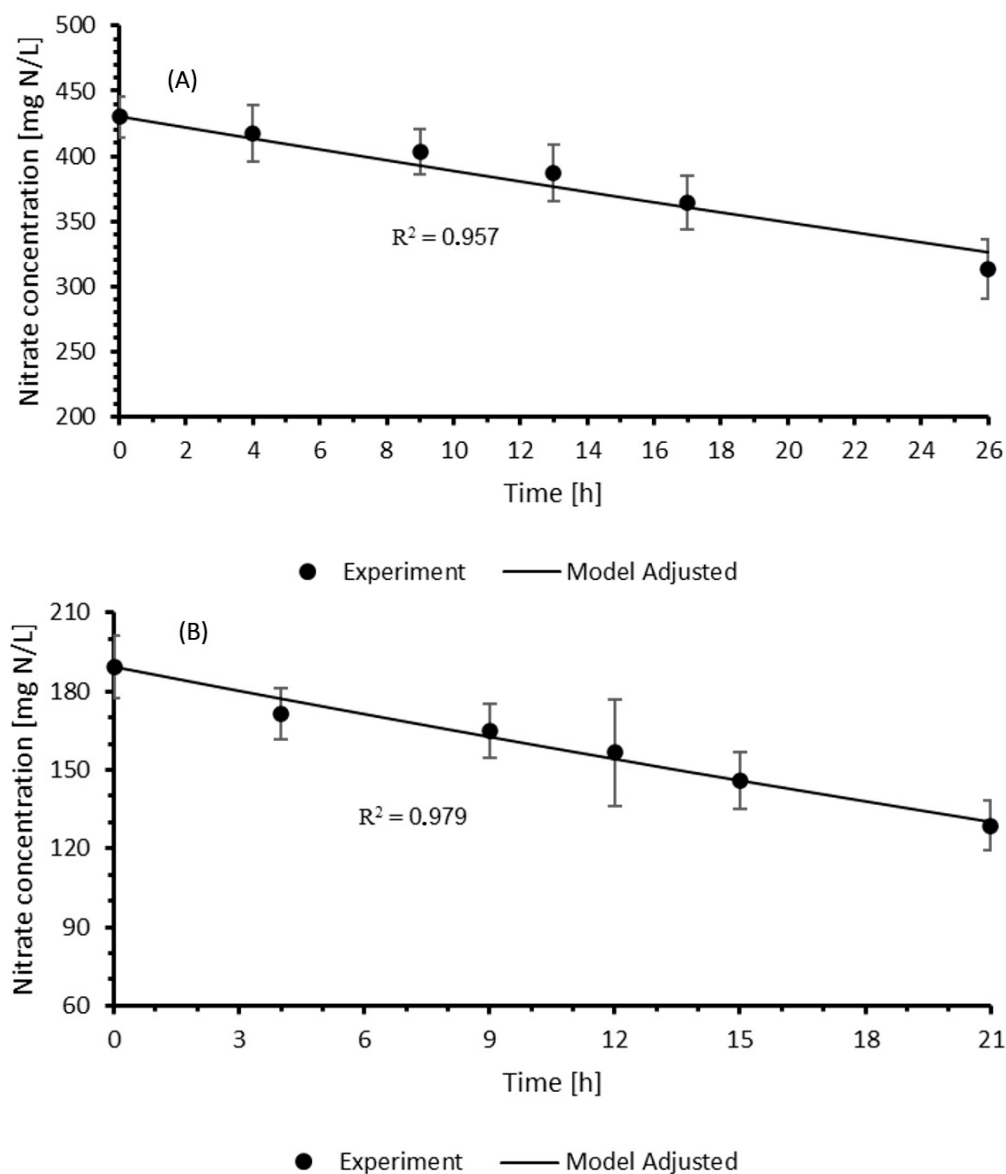 Nitrate concentration [mg N/L]
500
450
400
350
300
250
200
(A)
R² = 0.957
0 2 4 6 8 10 12 14 16 18 20 22 24 26
Time [h]
Experiment Model Adjusted
Nitrate concentration [mg N/L]
210
180
150
120
90
60
(B)
R² = 0.979
0 3 6 9 12 15 18 21
Time [h]
Experiment Model Adjusted